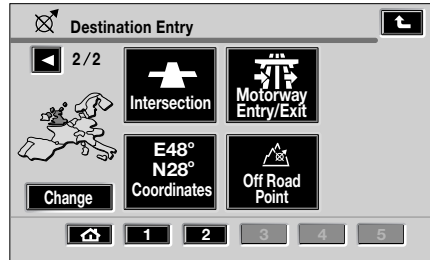 Destination Entry
2/2
Intersection
Motorway
Entry/Exit
E48°
N28°
Coordinates
Off Road
Point
Change
1 2 3 4 5